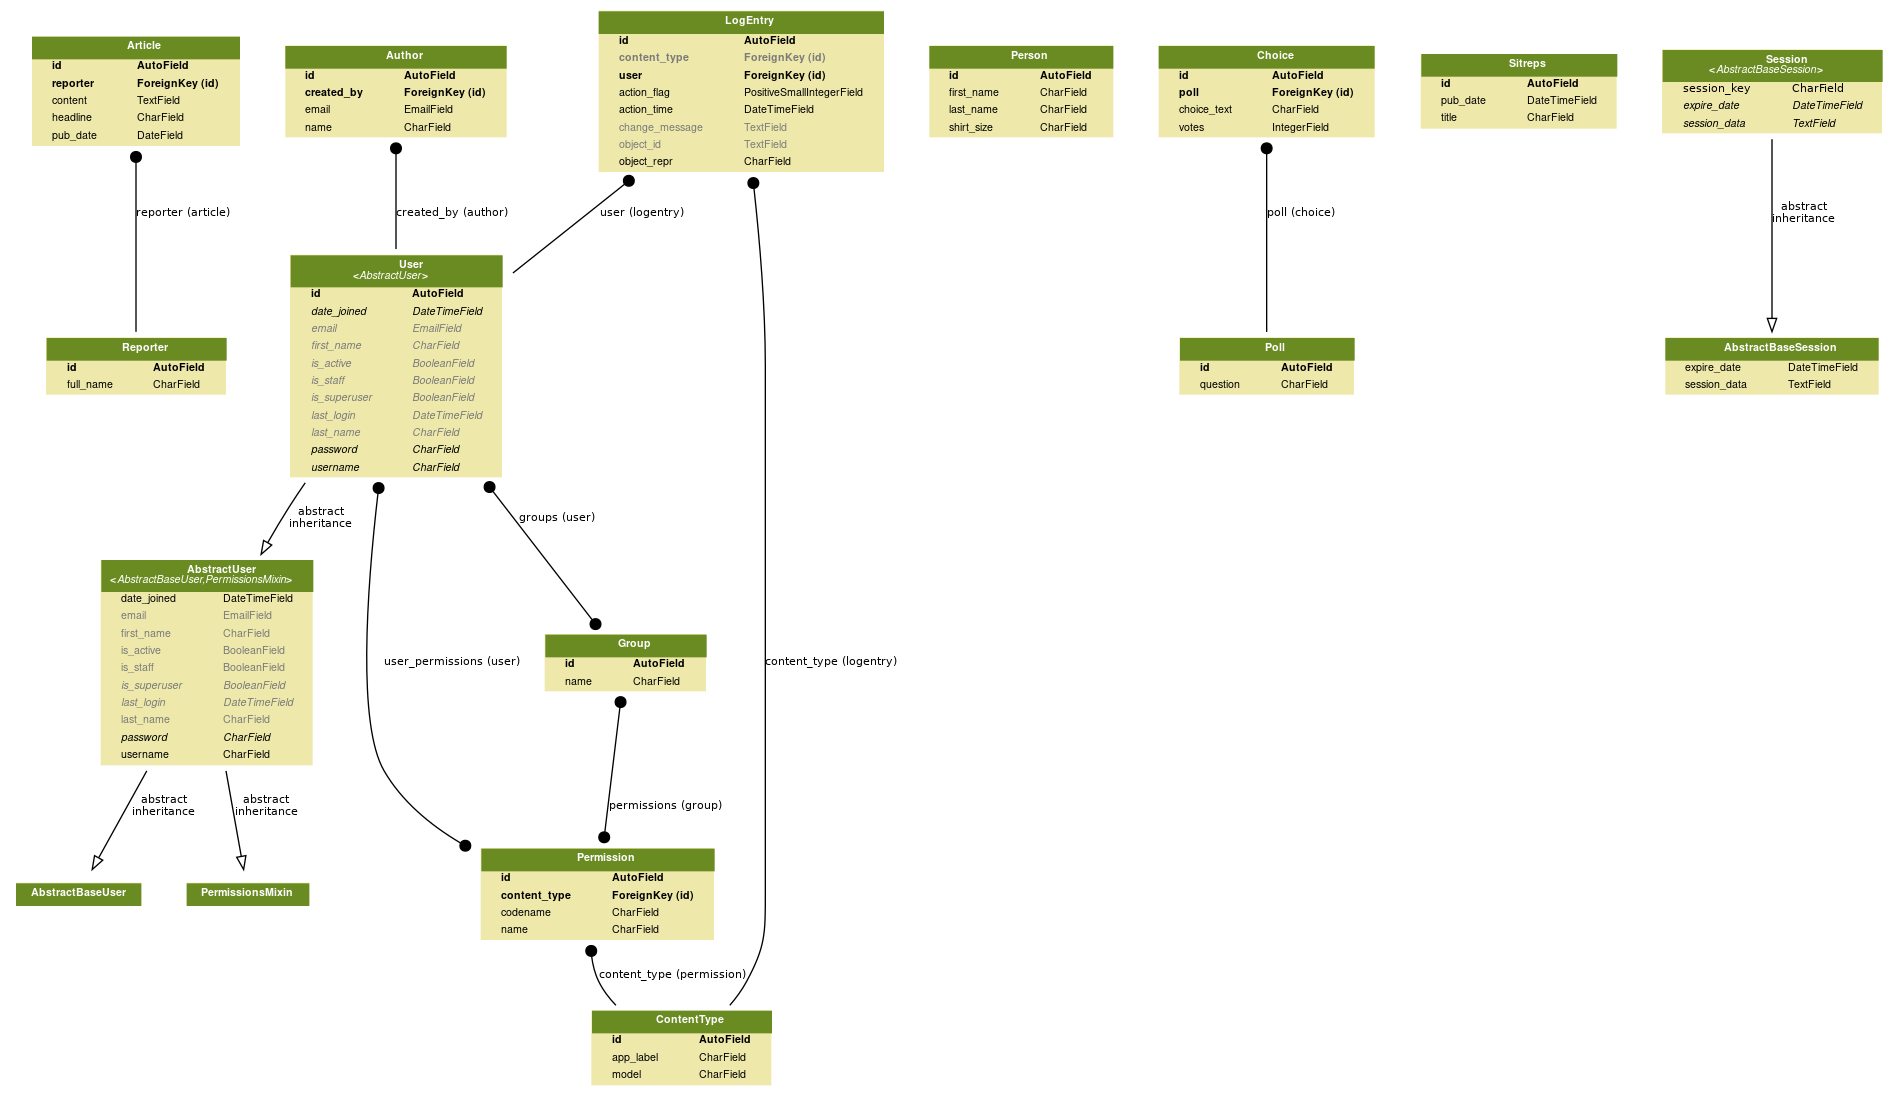 Article
id AutoField
reporter ForeignKey (id)
content TextField
headline CharField
pub_date DateField
Author
id AutoField
created_by ForeignKey (id)
email EmailField
name CharField
LogEntry
id AutoField
content_type ForeignKey (id)
user ForeignKey (id)
action_flag PositiveSmallIntegerField
action_time DateTimeField
change_message TextField
object_id TextField
object_repr CharField
Person
id AutoField
first_name CharField
last_name CharField
shirt_size CharField
Choice
id AutoField
poll ForeignKey (id)
choice_text CharField
votes IntegerField
Sitreps
id AutoField
pub_date DateTimeField
title CharField
Session
<AbstractBaseSession>
session_key CharField
expire_date DateTimeField
session_data TextField
reporter (article)
created_by (author)
user (logentry)
poll (choice)
abstract
inheritance
User
<AbstractUser>
id AutoField
date_joined DateTimeField
email EmailField
first_name CharField
is_active BooleanField
is_staff BooleanField
is_superuser BooleanField
last_login DateTimeField
last_name CharField
password CharField
username CharField
Reporter
id AutoField
full_name CharField
Poll
id AutoField
question CharField
AbstractBaseSession
expire_date DateTimeField
session_data TextField
abstract
inheritance
groups (user)
AbstractUser
<AbstractBaseUser,PermissionsMixin>
date_joined DateTimeField
email EmailField
first_name CharField
is_active BooleanField
is_staff BooleanField
is_superuser BooleanField
last_login DateTimeField
last_name CharField
password CharField
username CharField
user_permissions (user)
Group
id AutoField
name CharField
content_type (logentry)
abstract
inheritance
abstract
inheritance
permissions (group)
AbstractBaseUser
PermissionsMixin
Permission
id AutoField
content_type ForeignKey (id)
codename CharField
name CharField
content_type (permission)
ContentType
id AutoField
app_label CharField
model CharField